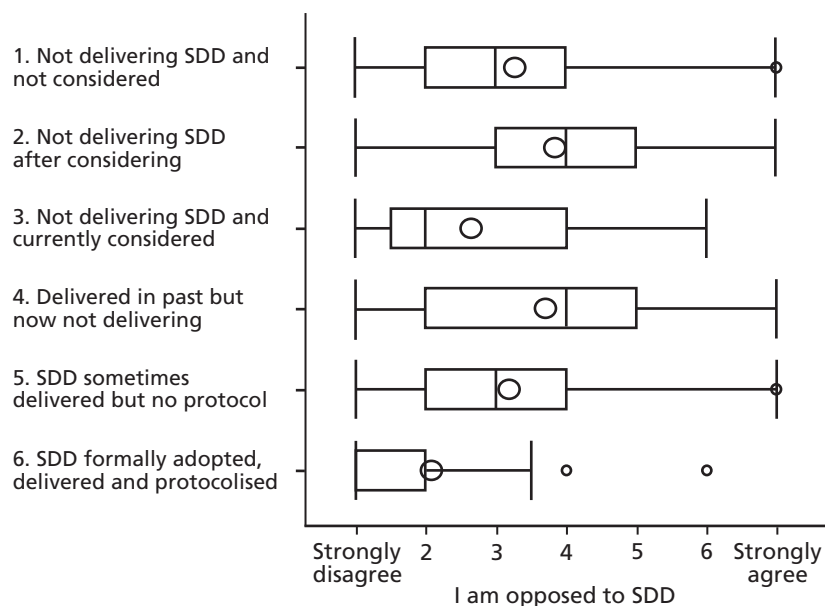 1. Not delivering SDD and
not considered
2. Not delivering SDD
after considering
3. Not delivering SDD and
currently considered
4. Delivered in past but
now not delivering
5. SDD sometimes
delivered but no protocol
6. SDD formally adopted,
delivered and protocolised
Strongly disagree
2
3
4
5
6
Strongly agree
I am opposed to SDD